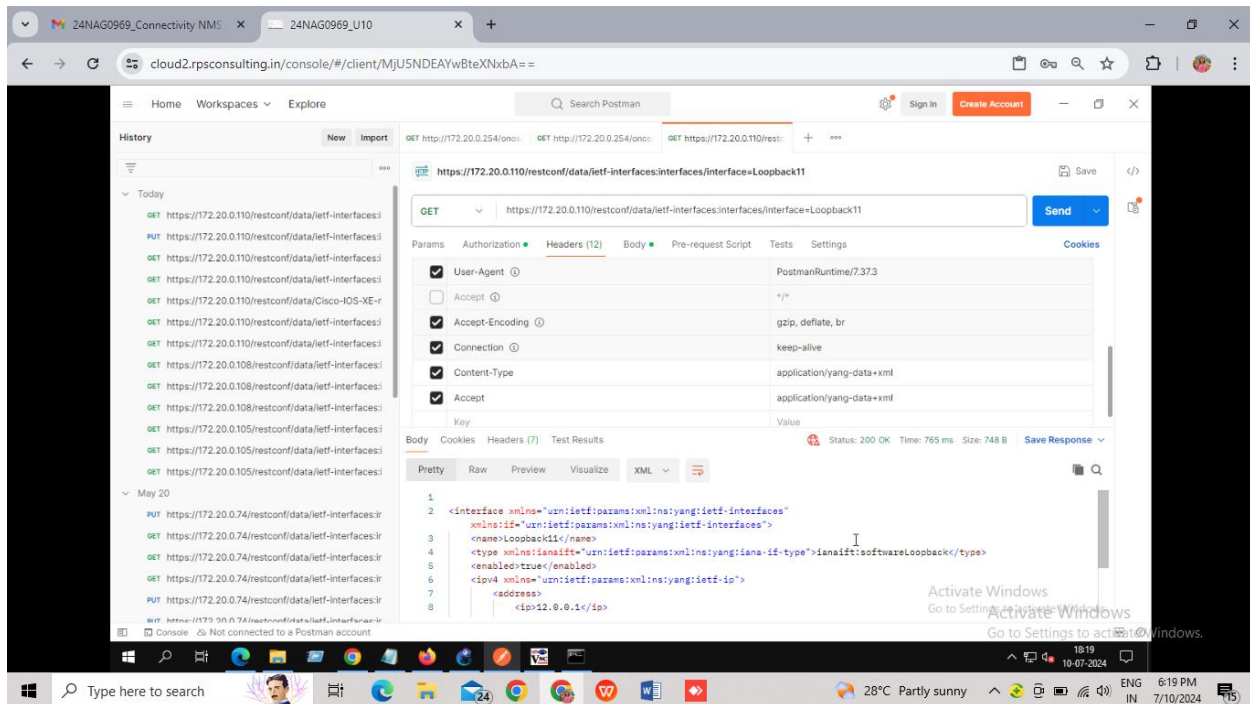 24NAG0969_Connectivity NMS
24NAG0969_U10
cloud2.rpsconsulting.in/console/#/client/MjU5NDEAYwBteXNxbA==
Home Workspaces Explore
Search Postman
Sign In Create Account
History New Import
GET http://172.20.0.254/onos
GET http://172.20.0.254/onos
GET https://172.20.0.110/restc
HTTP https://172.20.0.110/restconf/data/ietf-interfaces:interfaces/interface=Loopback11
Save
Today
GET https://172.20.0.110/restconf/data/ietf-interfaces:i
PUT https://172.20.0.110/restconf/data/ietf-interfaces:i
GET https://172.20.0.110/restconf/data/ietf-interfaces:i
GET https://172.20.0.110/restconf/data/ietf-interfaces:i
GET https://172.20.0.110/restconf/data/Cisco-IOS-XE-r
GET https://172.20.0.110/restconf/data/ietf-interfaces:i
GET https://172.20.0.110/restconf/data/ietf-interfaces:i
GET https://172.20.0.108/restconf/data/ietf-interfaces:i
GET https://172.20.0.108/restconf/data/ietf-interfaces:i
GET https://172.20.0.108/restconf/data/ietf-interfaces:i
GET https://172.20.0.105/restconf/data/ietf-interfaces:i
GET https://172.20.0.105/restconf/data/ietf-interfaces:i
GET https://172.20.0.105/restconf/data/ietf-interfaces:i
May 20
PUT https://172.20.0.74/restconf/data/ietf-interfaces:ir
GET https://172.20.0.74/restconf/data/ietf-interfaces:ir
GET https://172.20.0.74/restconf/data/ietf-interfaces:ir
GET https://172.20.0.74/restconf/data/ietf-interfaces:ir
PUT https://172.20.0.74/restconf/data/ietf-interfaces:ir
PUT https://172.20.0.74/restconf/data/ietf-interfaces:ir
GET https://172.20.0.110/restconf/data/ietf-interfaces:interfaces/interface=Loopback11 Send
Params Authorization Headers (12) Body Pre-request Script Tests Settings Cookies
User-Agent PostmanRuntime/7.37.3
Accept */*
Accept-Encoding gzip, deflate, br
Connection keep-alive
Content-Type application/yang-data+xml
Accept application/yang-data+xml
Key Value
Body Cookies Headers (7) Test Results Status: 200 OK Time: 765 ms Size: 748 B Save Response
Pretty Raw Preview Visualize XML
1
2 <interface xmlns="urn:ietf:params:xml:ns:yang:ietf-interfaces"
xmlns:if="urn:ietf:params:xml:ns:yang:ietf-interfaces">
3 <name>Loopback11</name>
4 <type xmlns:ianaift="urn:ietf:params:xml:ns:yang:iana-if-type">ianaift:softwareLoopback</type>
5 <enabled>true</enabled>
6 <ipv4 xmlns="urn:ietf:params:xml:ns:yang:ietf-ip">
7 <address>
8 <ip>12.0.0.1</ip>
Activate Windows
Go to Settings to activate Windows
Activate Windows
Go to Settings to activate Windows.
Console Not connected to a Postman account
18:19
10-07-2024
Type here to search
24
28°C Partly sunny
ENG
IN
6:19 PM
7/10/2024
15